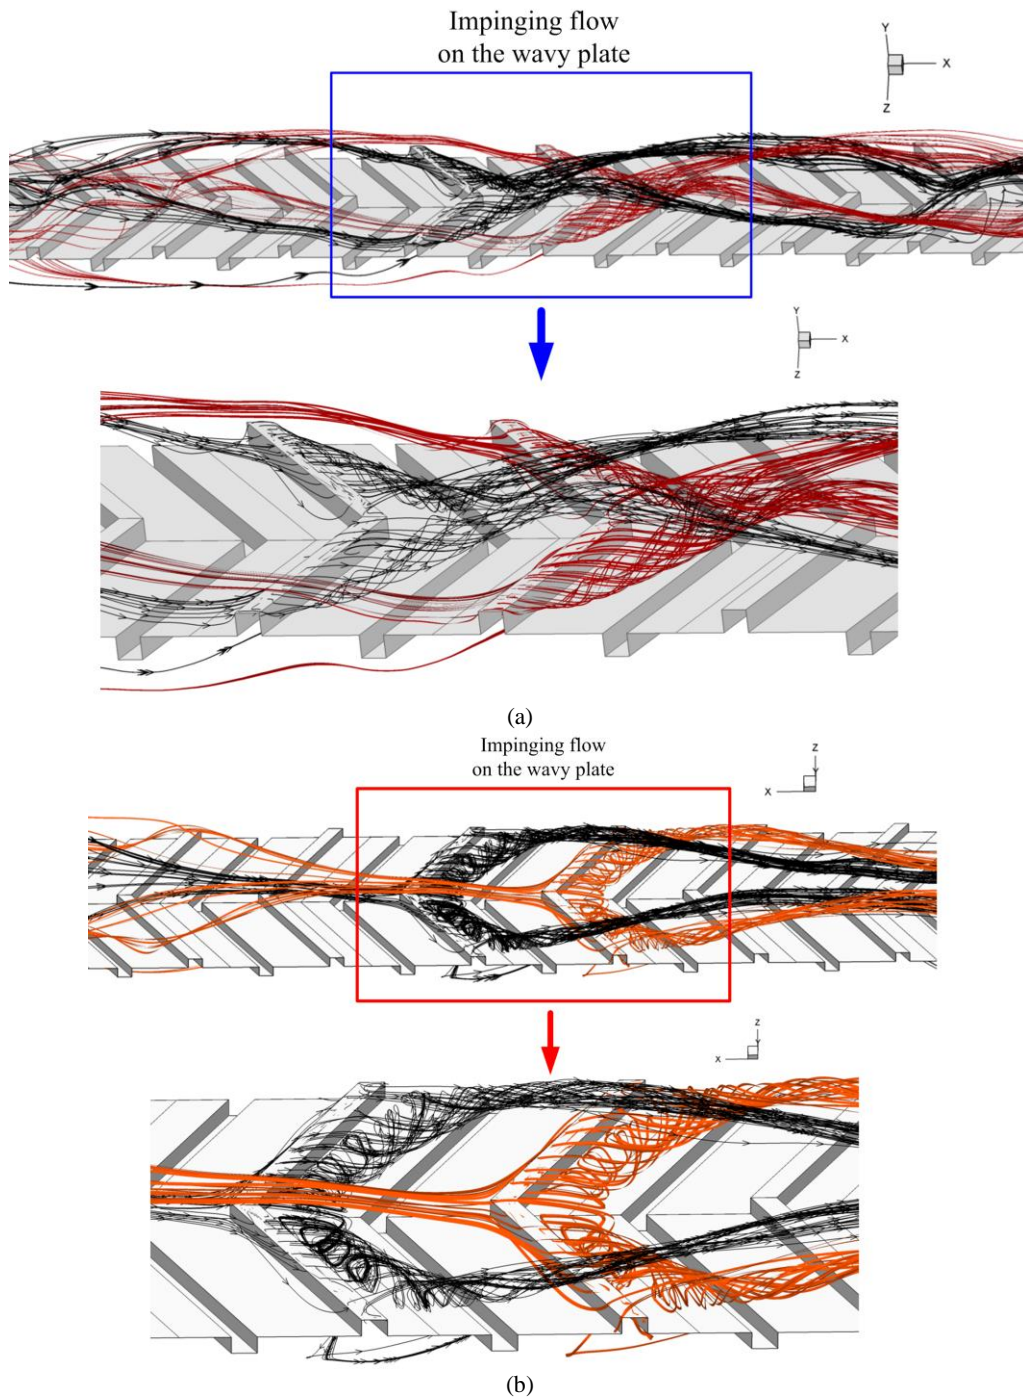 Impinging flow
on the wavy plate
Y
X
Z
Y
X
Z
(a)
Impinging flow
on the wavy plate
Z
Y
X
Z
Y
X
(b)